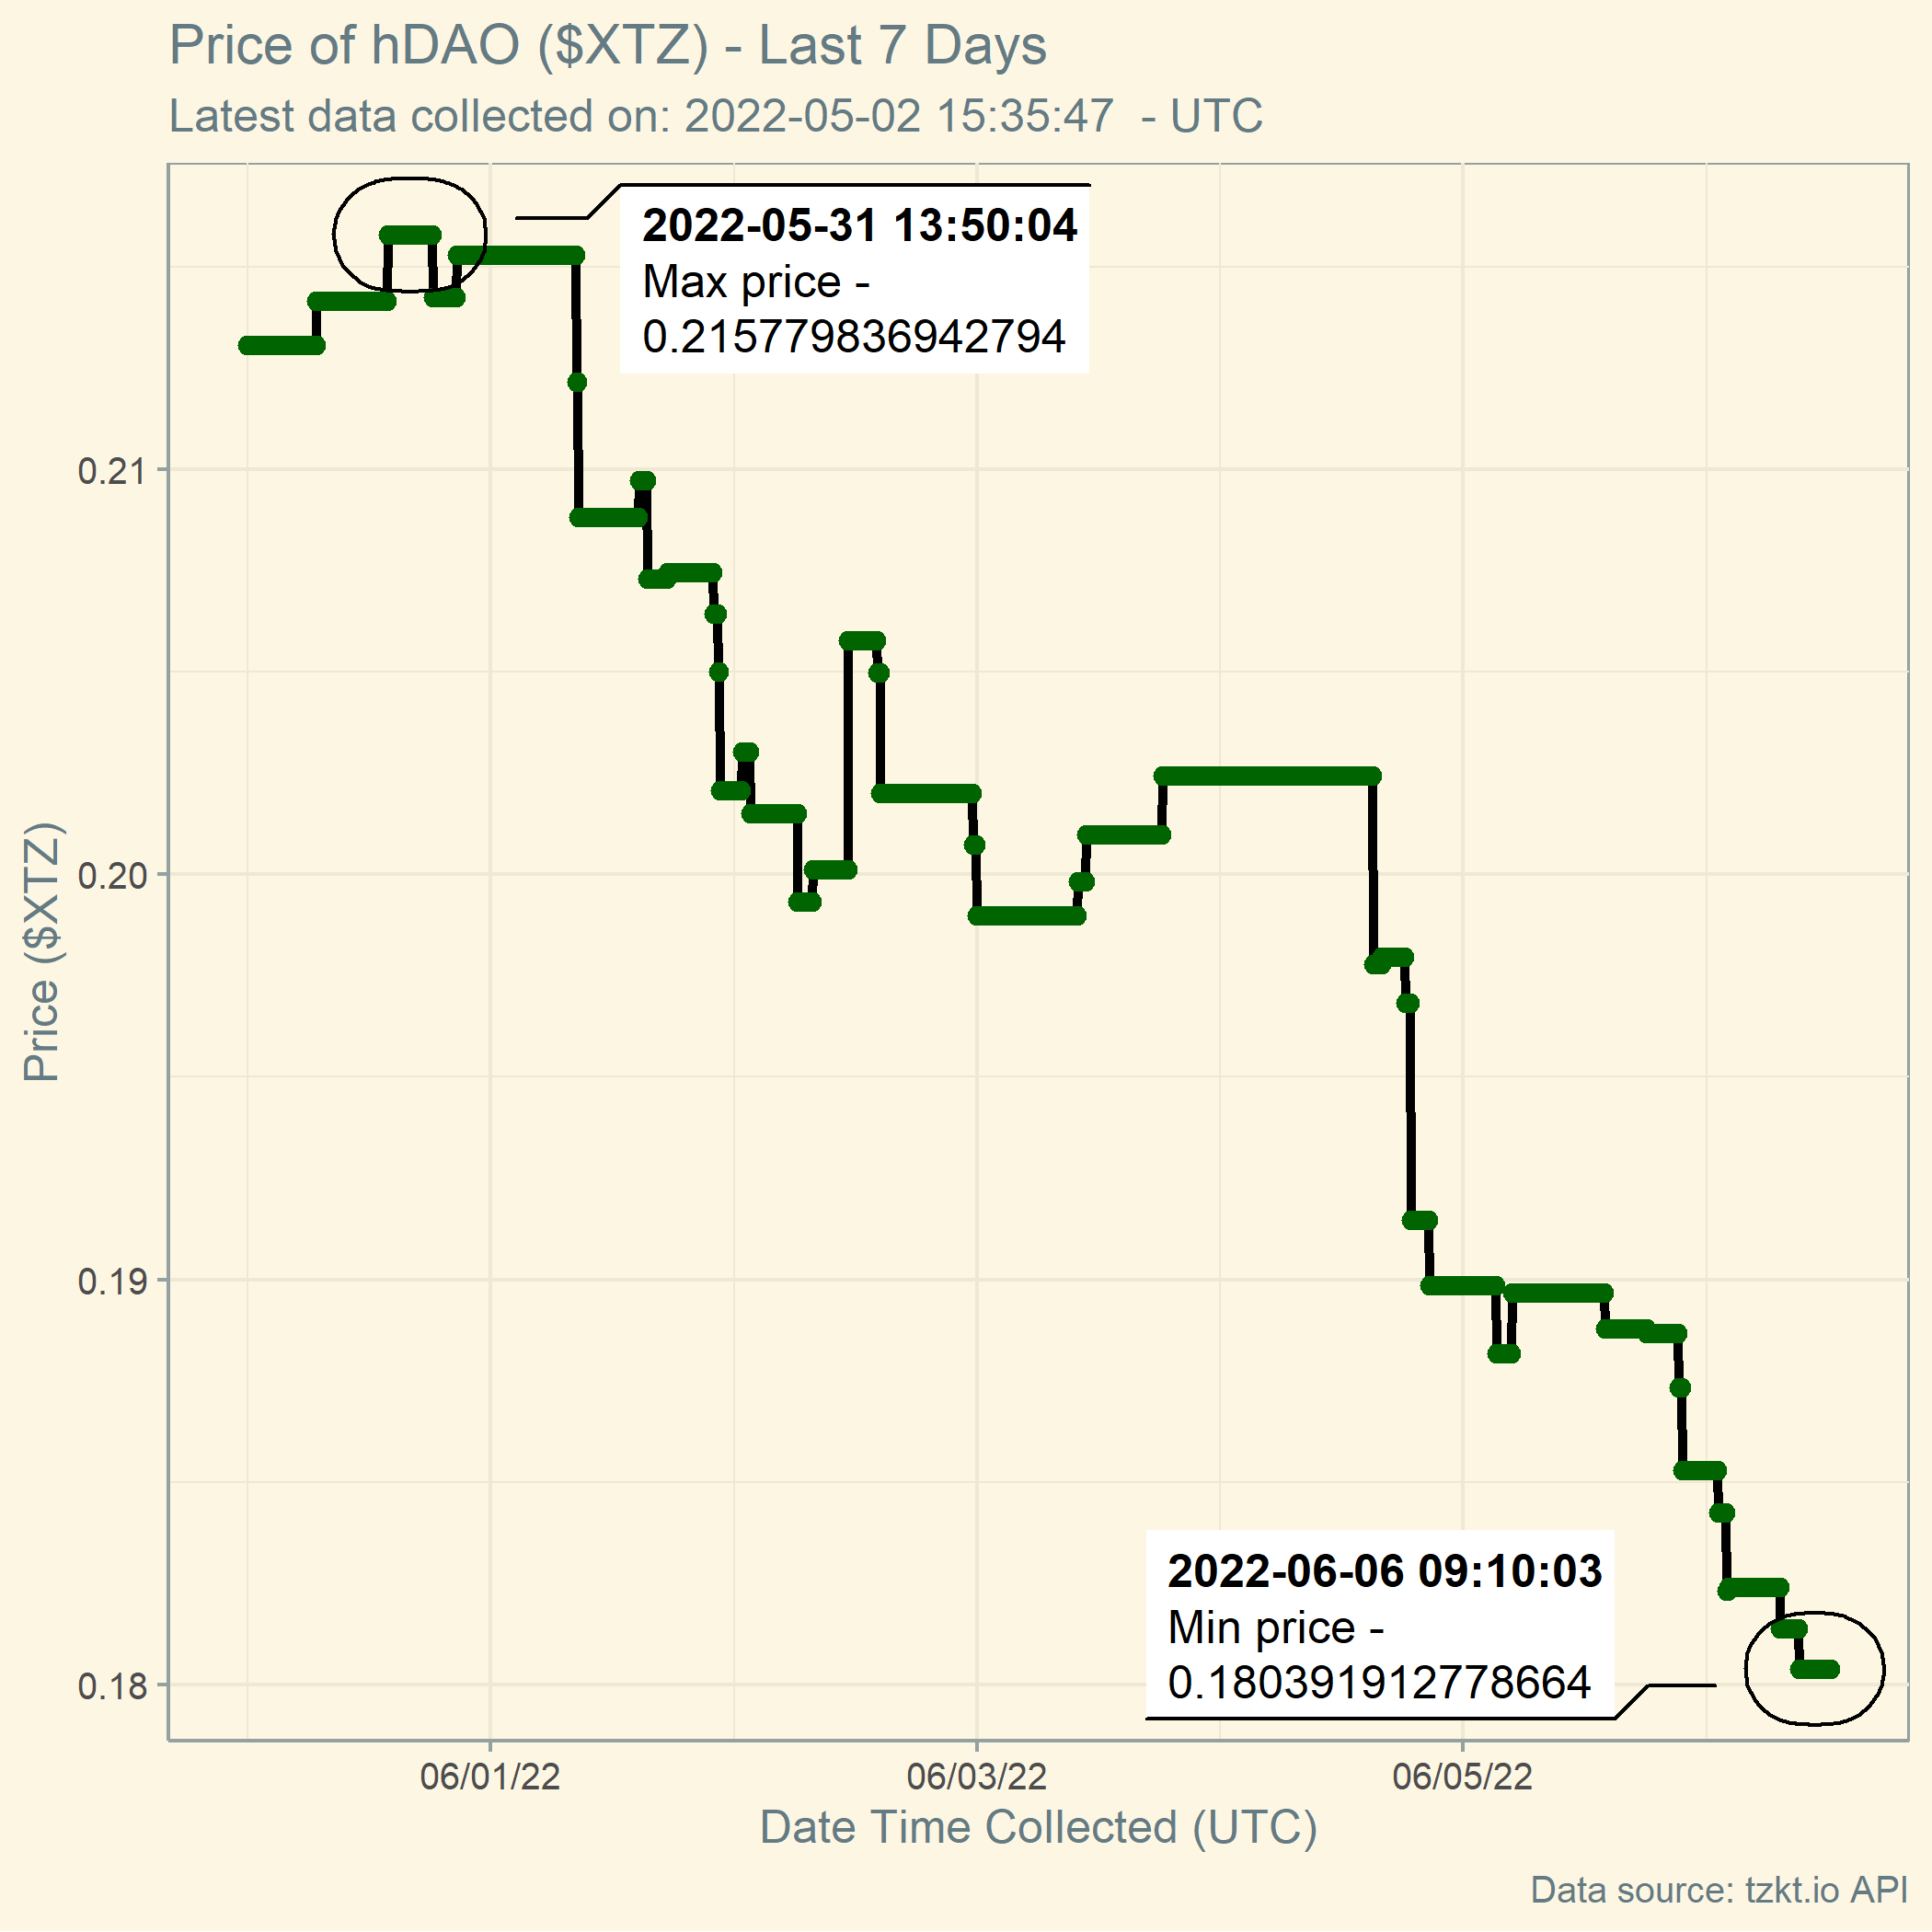 Price of hDAO ($XTZ) - Last 7 Days
Latest data collected on: 2022-05-02 15:35:47  - UTC
2022-05-31 13:50:04
Max price -
0.215779836942794
0.21
0.20
0.19
0.18
Price ($XTZ)
2022-06-06 09:10:03
Min price -
0.180391912778664
06/01/22
06/03/22
06/05/22
Date Time Collected (UTC)
Data source: tzkt.io API